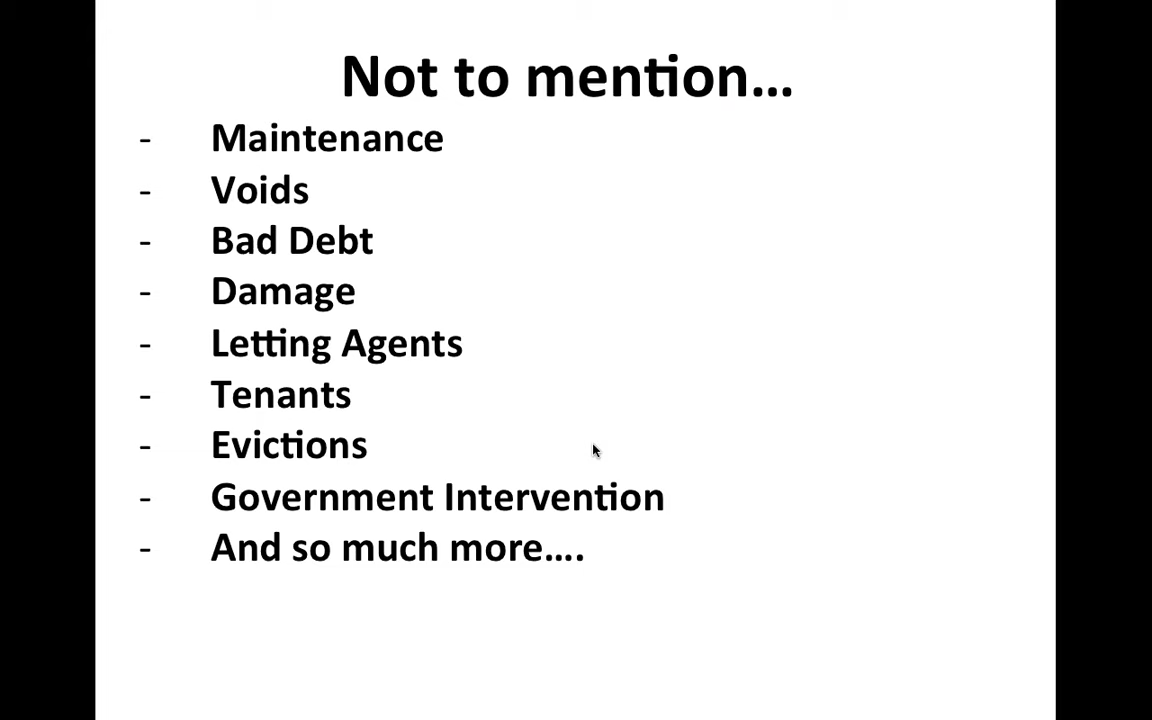 Not to mention…
- Maintenance
- Voids
- Bad Debt
- Damage
- Letting Agents
- Tenants
- Evictions
- Government Intervention
- And so much more….